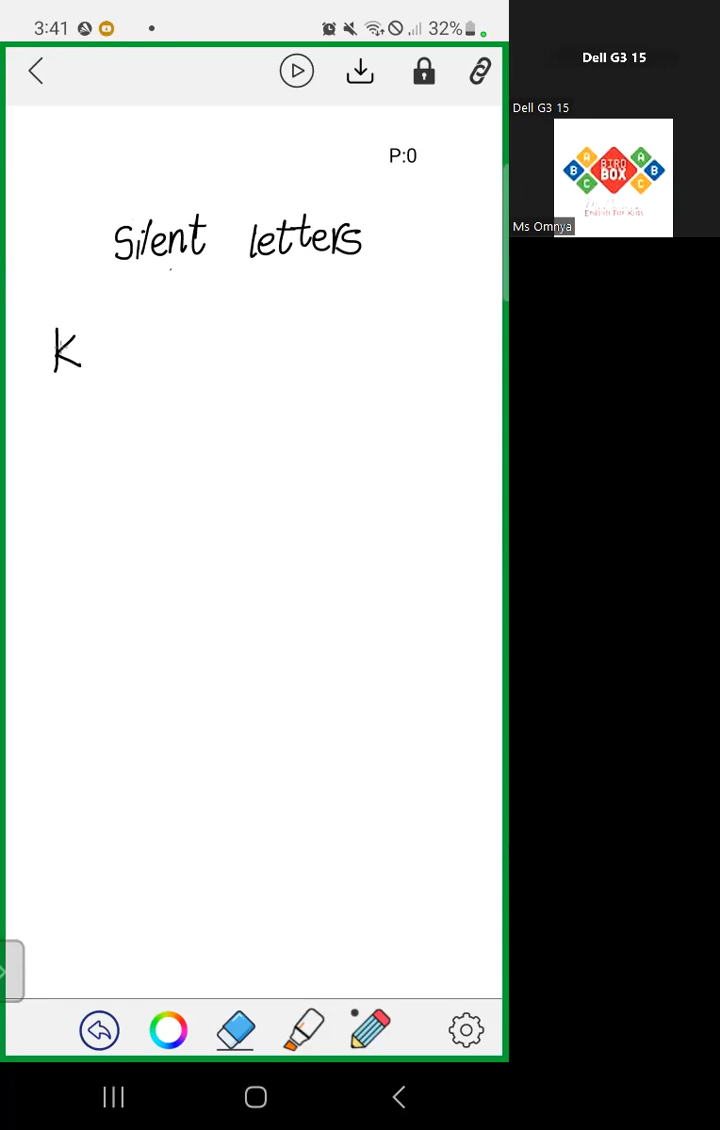 3:41 32%
Dell G3 15
Dell G3 15
P:0
A A
BIRD
B BOX B
C C
English For Kids
Ms Omnya
Silent letters
K